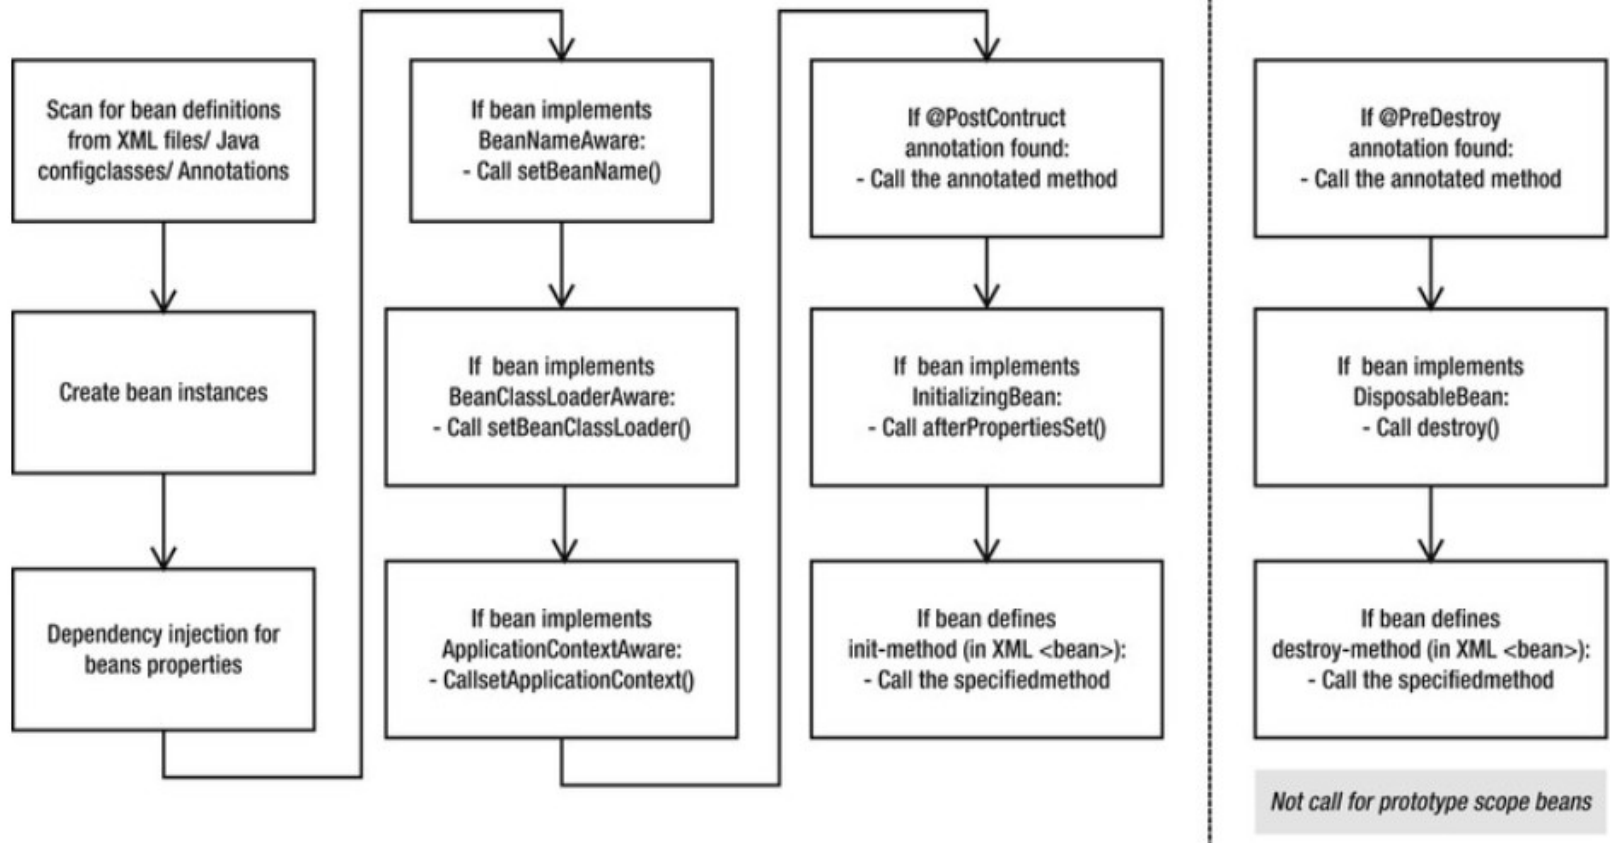 Scan for bean definitions
from XML files/ Java
configclasses/ Annotations
Create bean instances
Dependency injection for
beans properties
If bean implements
BeanNameAware:
- Call setBeanName()
If bean implements
BeanClassLoaderAware:
- Call setBeanClassLoader()
If bean implements
ApplicationContextAware:
- CallsetApplicationContext()
If @PostContruct
annotation found:
- Call the annotated method
If bean implements
InitializingBean:
- Call afterPropertiesSet()
If bean defines
init-method (in XML <bean>):
- Call the specifiedmethod
If @PreDestroy
annotation found:
- Call the annotated method
If bean implements
DisposableBean:
- Call destroy()
If bean defines
destroy-method (in XML <bean>):
- Call the specifiedmethod
Not call for prototype scope beans